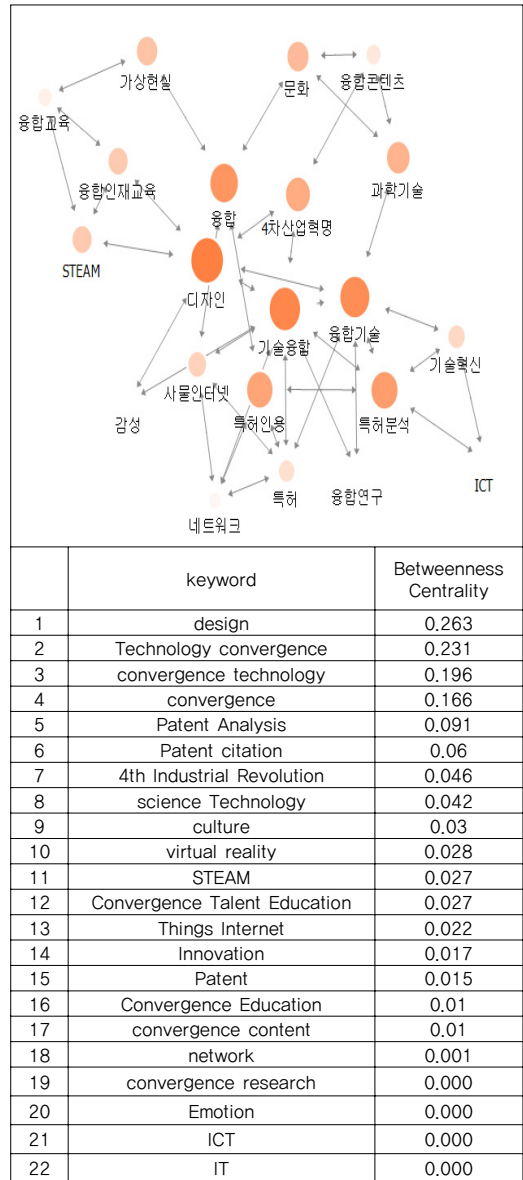 가상현실
문화
융합콘텐츠
융합교육
융합인재교육
융합
4차산업혁명
과학기술
STEAM
디자인
기술융합
융합기술
기술혁신
사물인터넷
특허인용
특허분석
감성
네트워크
특허
융합연구
ICT
keyword
Betweenness
Centrality
1 design 0.263
2 Technology convergence 0.231
3 convergence technology 0.196
4 convergence 0.166
5 Patent Analysis 0.091
6 Patent citation 0.06
7 4th Industrial Revolution 0.046
8 science Technology 0.042
9 culture 0.03
10 virtual reality 0.028
11 STEAM 0.027
12 Convergence Talent Education 0.027
13 Things Internet 0.022
14 Innovation 0.017
15 Patent 0.015
16 Convergence Education 0.01
17 convergence content 0.01
18 network 0.001
19 convergence research 0.000
20 Emotion 0.000
21 ICT 0.000
22 IT 0.000